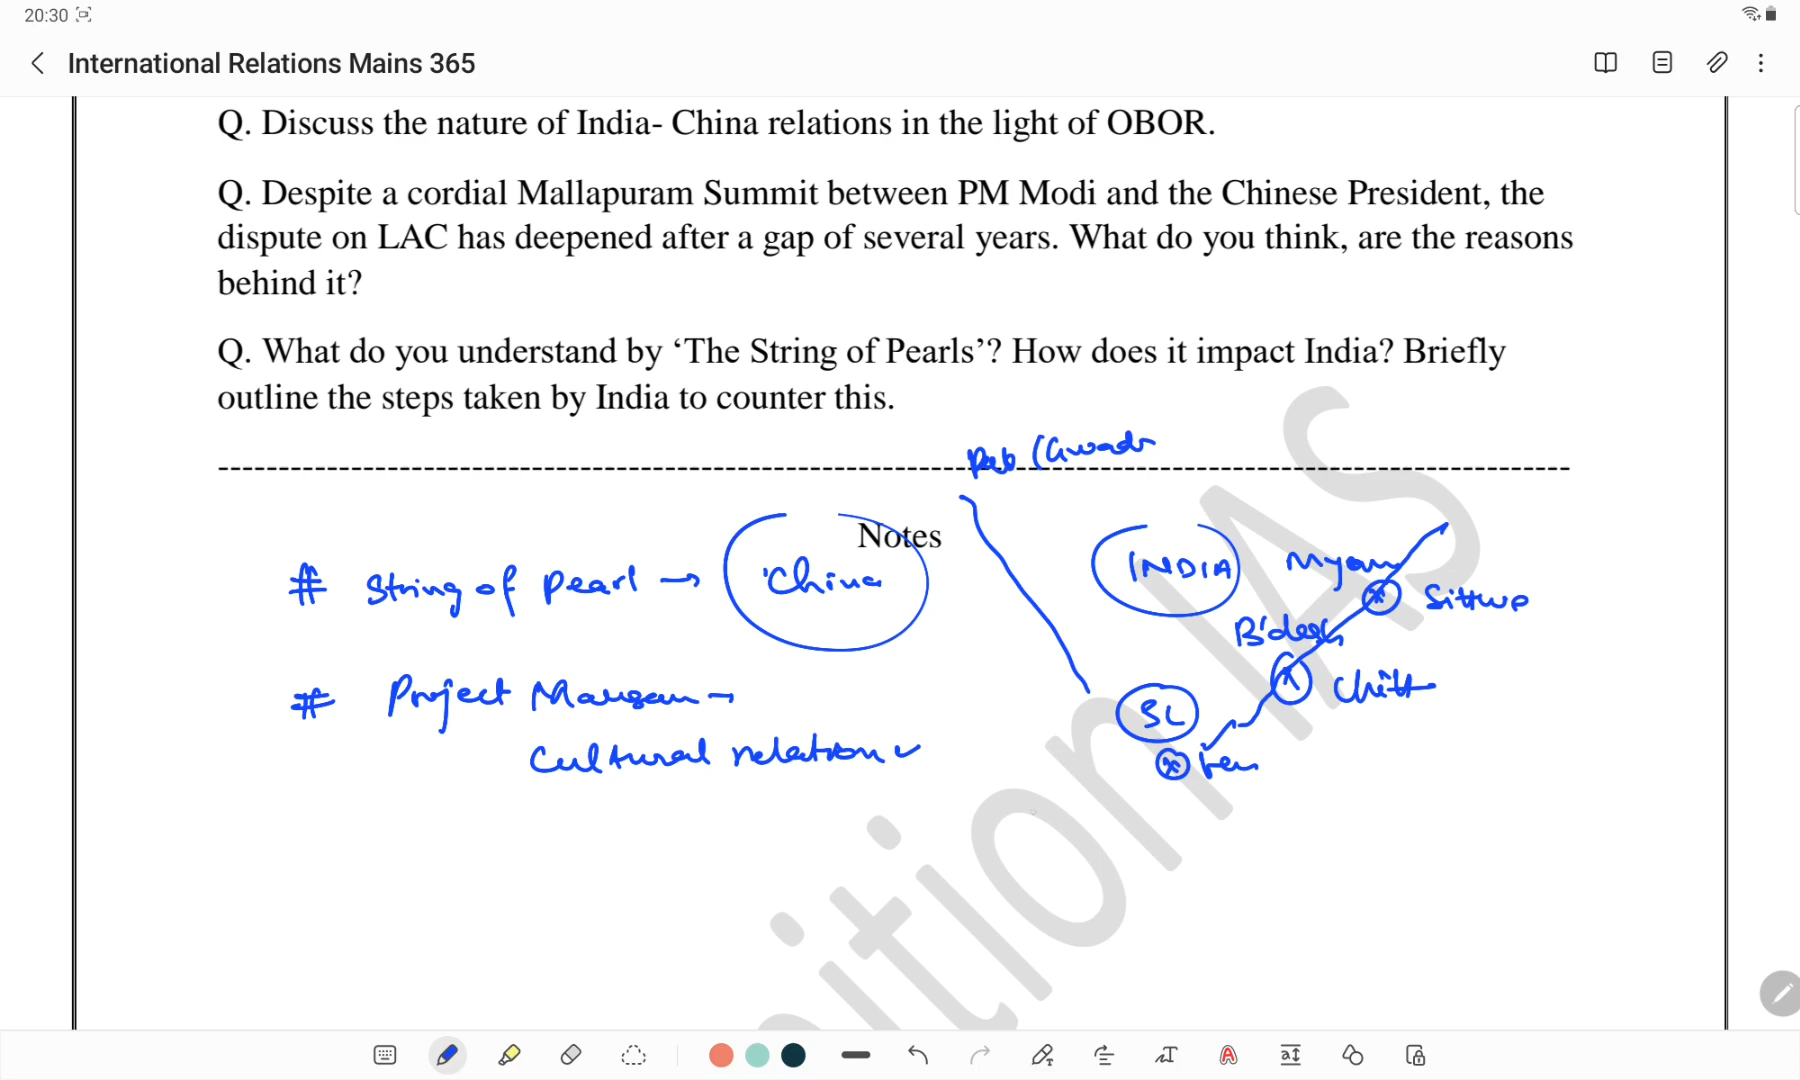 20:30
International Relations Mains 365
Q. Discuss the nature of India- China relations in the light of OBOR.
Q. Despite a cordial Mallapuram Summit between PM Modi and the Chinese President, the
dispute on LAC has deepened after a gap of several years. What do you think, are the reasons
behind it?
Q. What do you understand by ‘The String of Pearls’? How does it impact India? Briefly
outline the steps taken by India to counter this.
(Gwadr
Notes
# String of Pearl → China
INDIA
Myam
Sittwe
B'desh
Chitt
# Project Mausam →
SL
Cultural relation
nition IAS